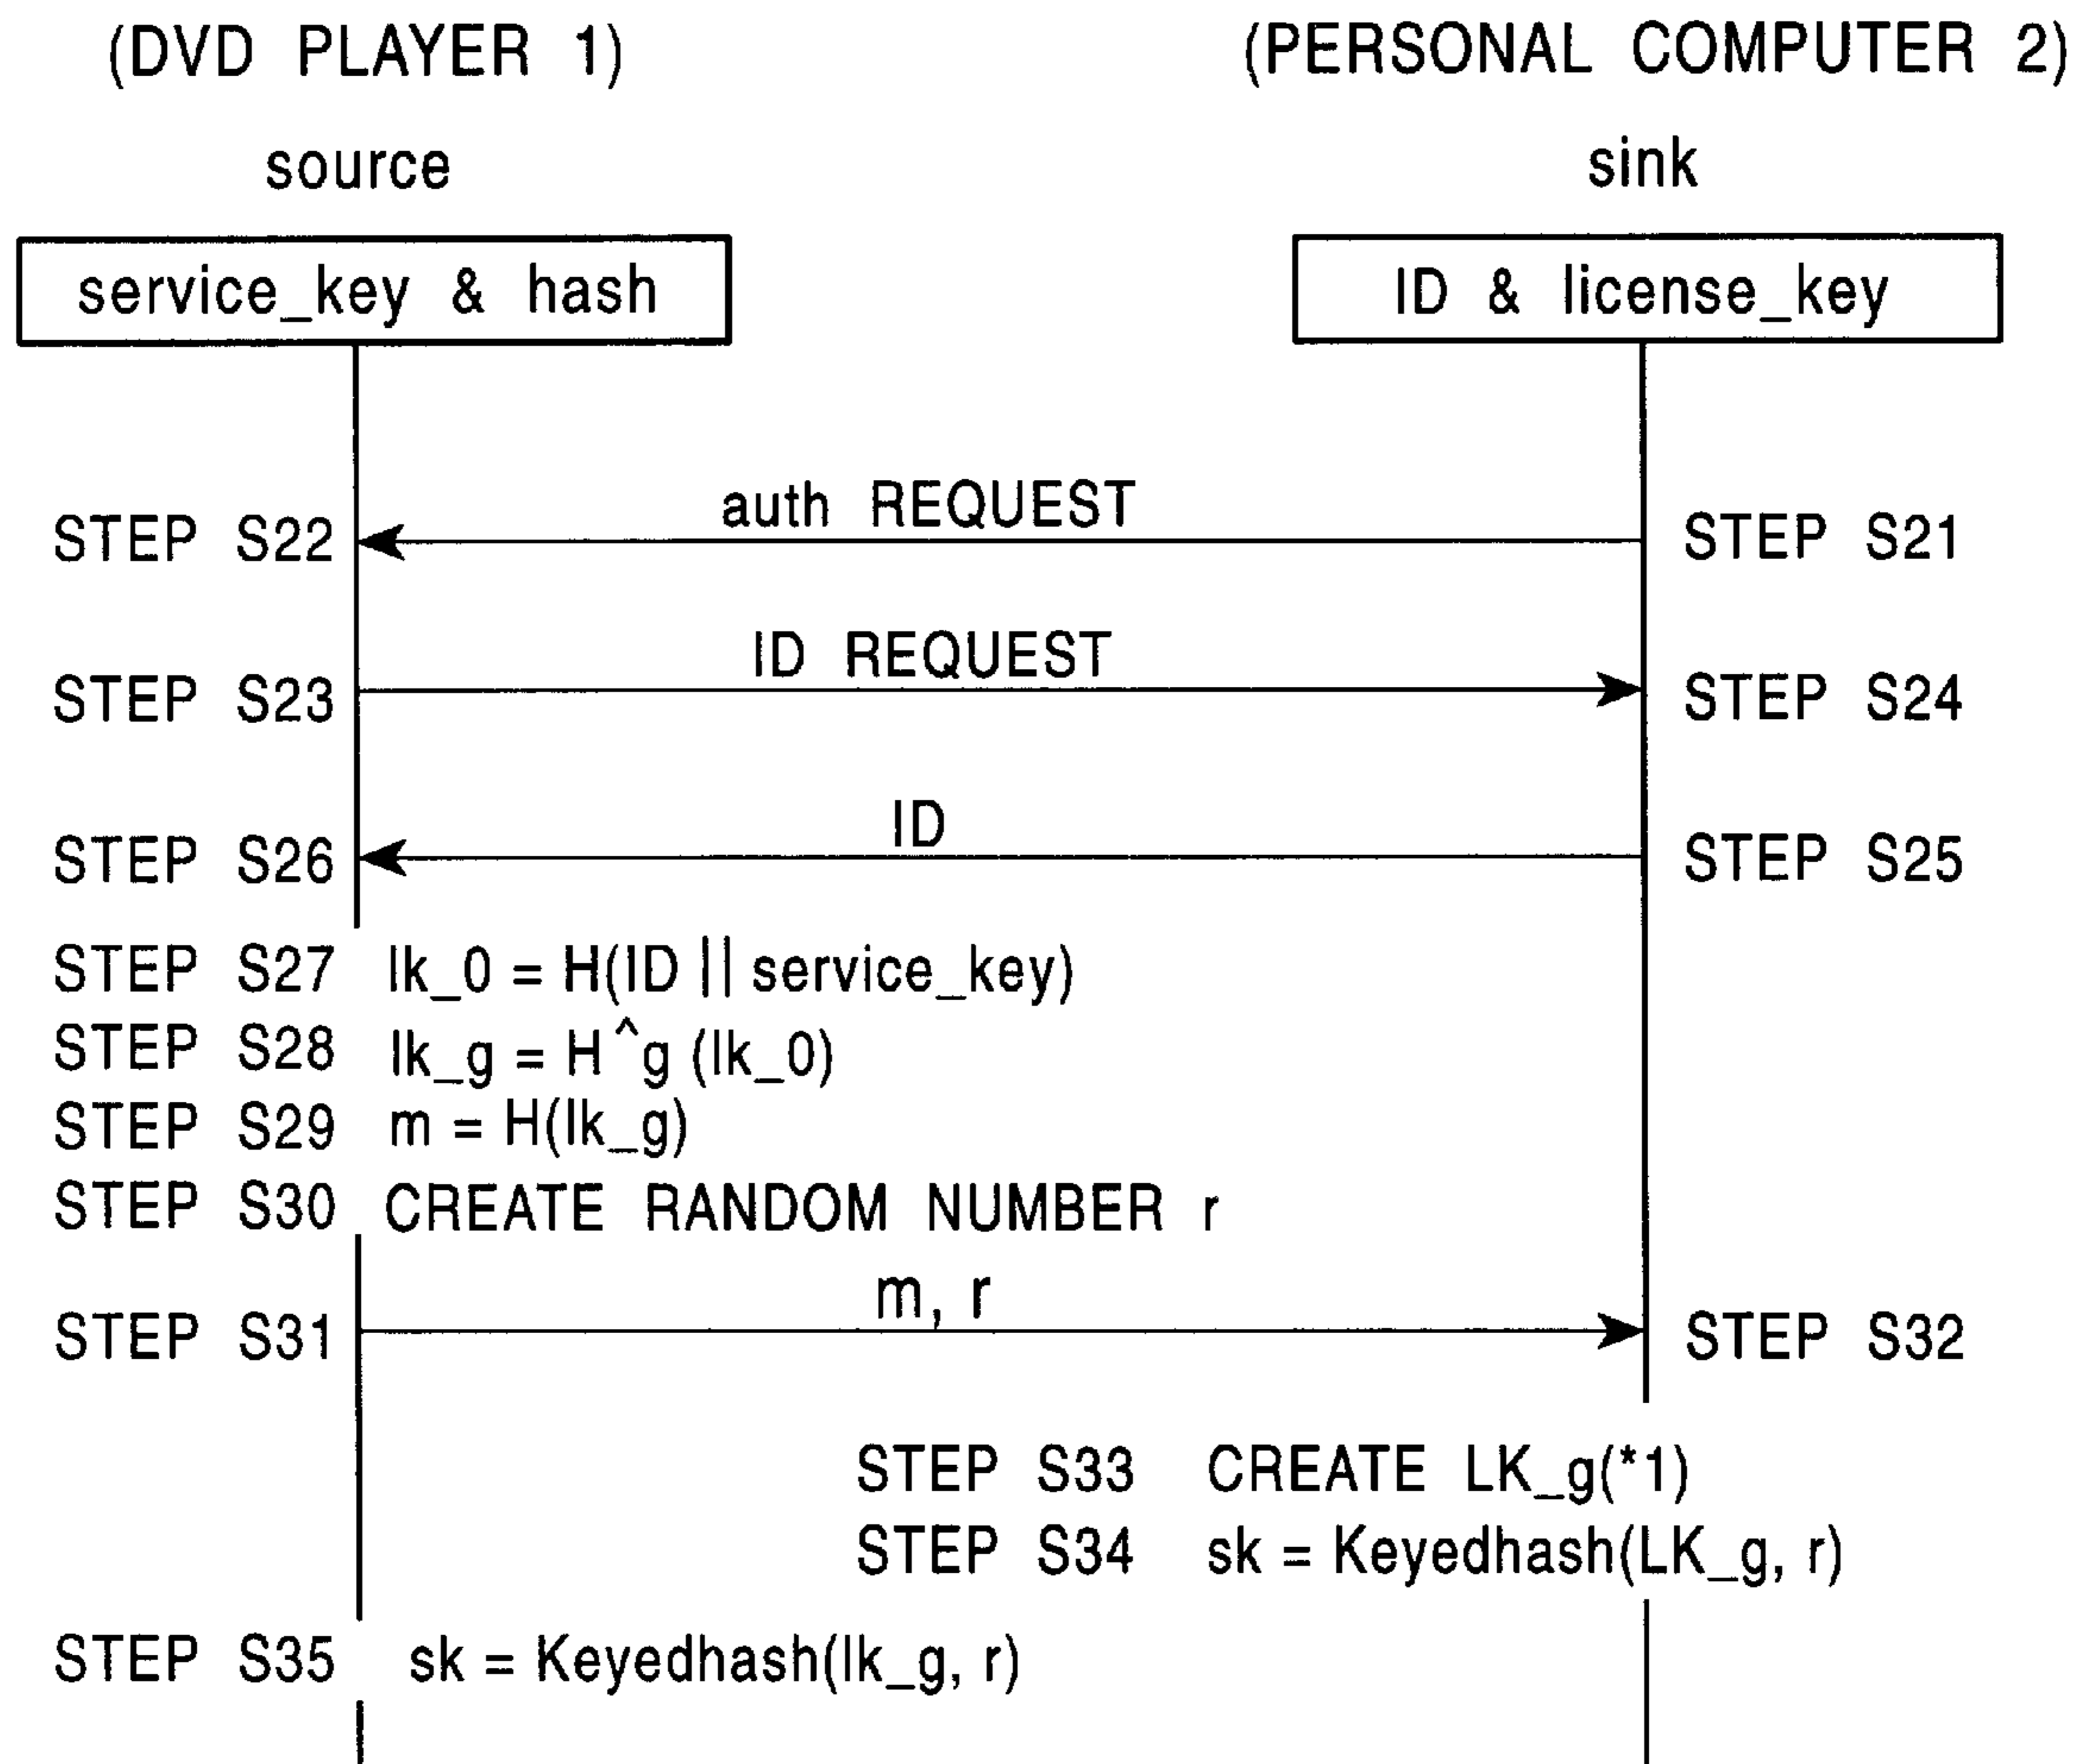 (DVD PLAYER 1) (PERSONAL COMPUTER 2)
source sink
service_key & hash ID & license_key
auth REQUEST
STEP S22 STEP S21
ID REQUEST
STEP S23 STEP S24
ID
STEP S26 STEP S25
STEP S27 lk_0 = H(ID || service_key)
STEP S28 lk_g = H^g (lk_0)
STEP S29 m = H(lk_g)
STEP S30 CREATE RANDOM NUMBER r
m, r
STEP S31 STEP S32
STEP S33 CREATE LK_g(*1)
STEP S34 sk = Keyedhash(LK_g, r)
STEP S35 sk = Keyedhash(lk_g, r)